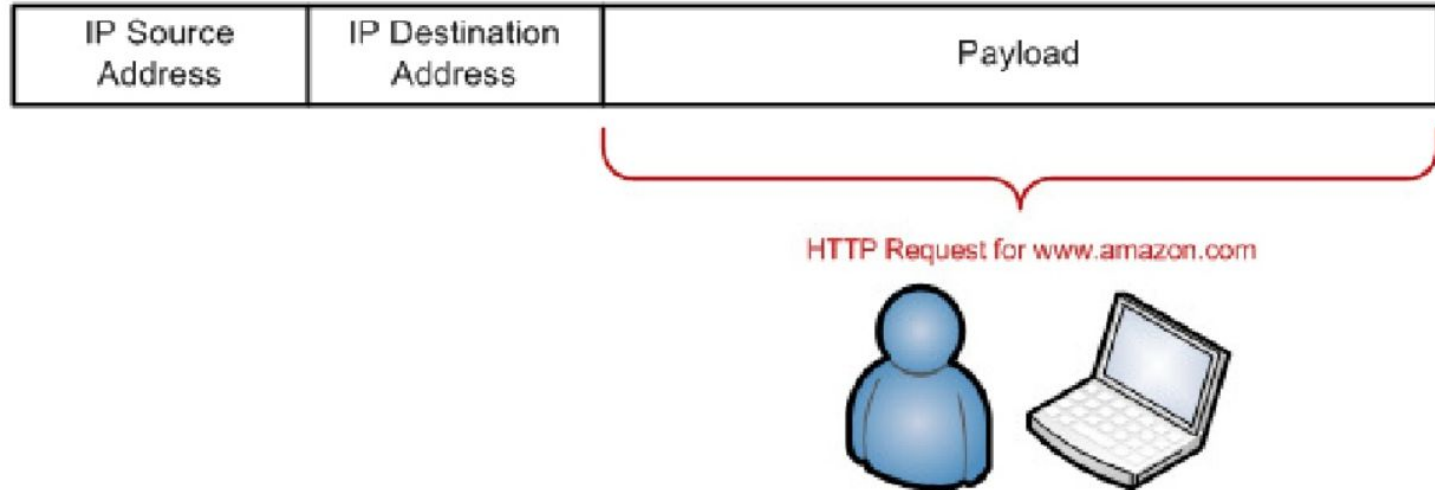 IP Source
Address
IP Destination
Address
Payload
HTTP Request for www.amazon.com